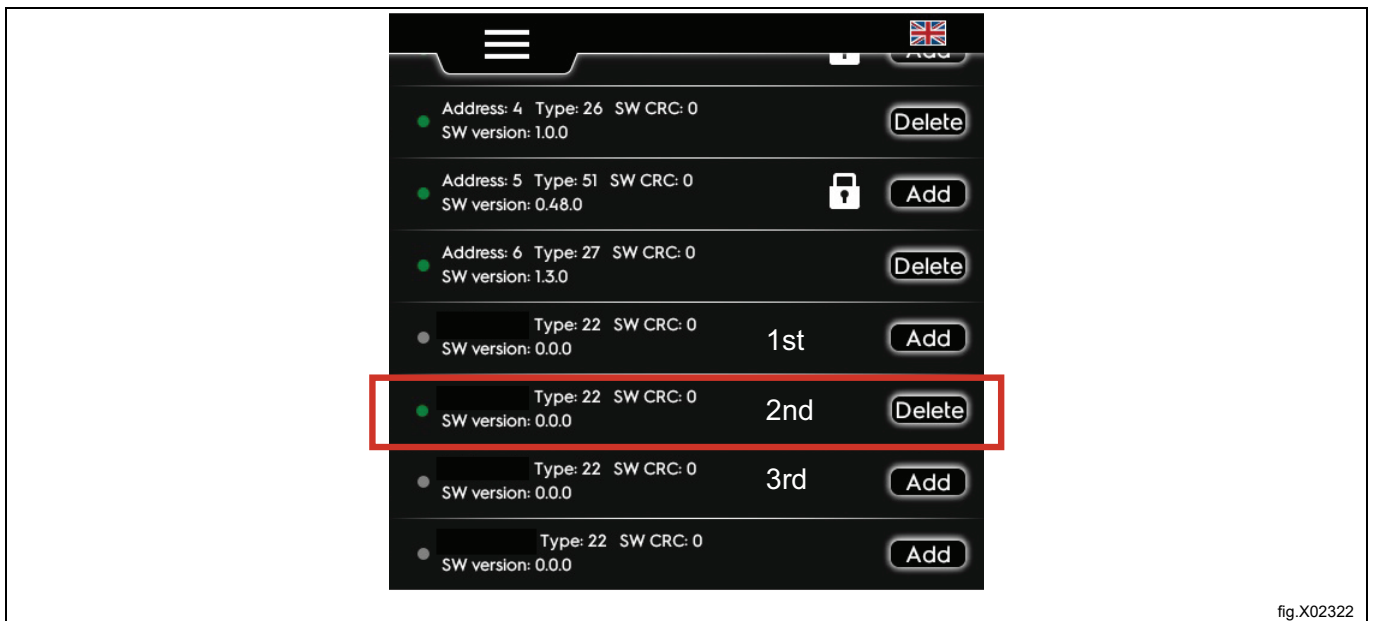 Add
Address: 4 Type: 26 SW CRC: 0
SW version: 1.0.0
Delete
Address: 5 Type: 51 SW CRC: 0
SW version: 0.48.0
Add
Address: 6 Type: 27 SW CRC: 0
SW version: 1.3.0
Delete
Type: 22 SW CRC: 0
SW version: 0.0.0
1st
Add
Type: 22 SW CRC: 0
SW version: 0.0.0
2nd
Delete
Type: 22 SW CRC: 0
SW version: 0.0.0
3rd
Add
Type: 22 SW CRC: 0
SW version: 0.0.0
Add
fig.X02322